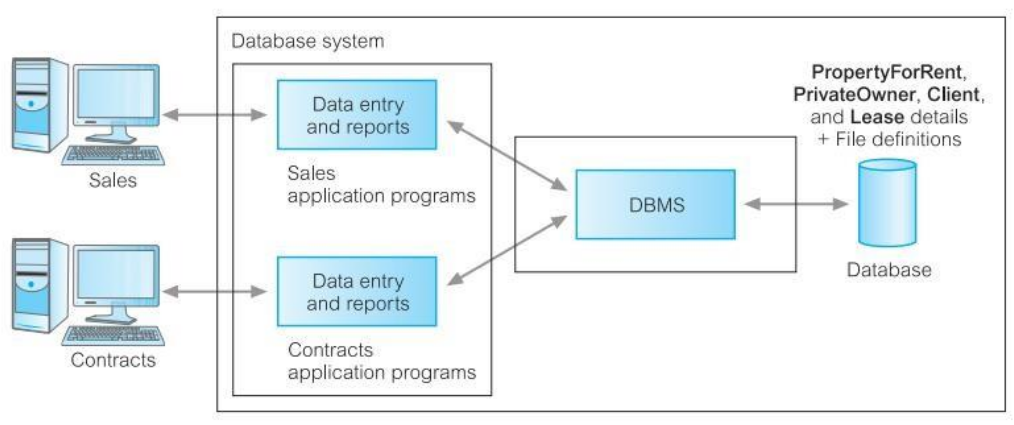 Database system
Data entry
and reports
Sales
application programs
Sales
Data entry
and reports
Contracts
application programs
Contracts
DBMS
PropertyForRent,
PrivateOwner, Client,
and Lease details
+ File definitions
Database